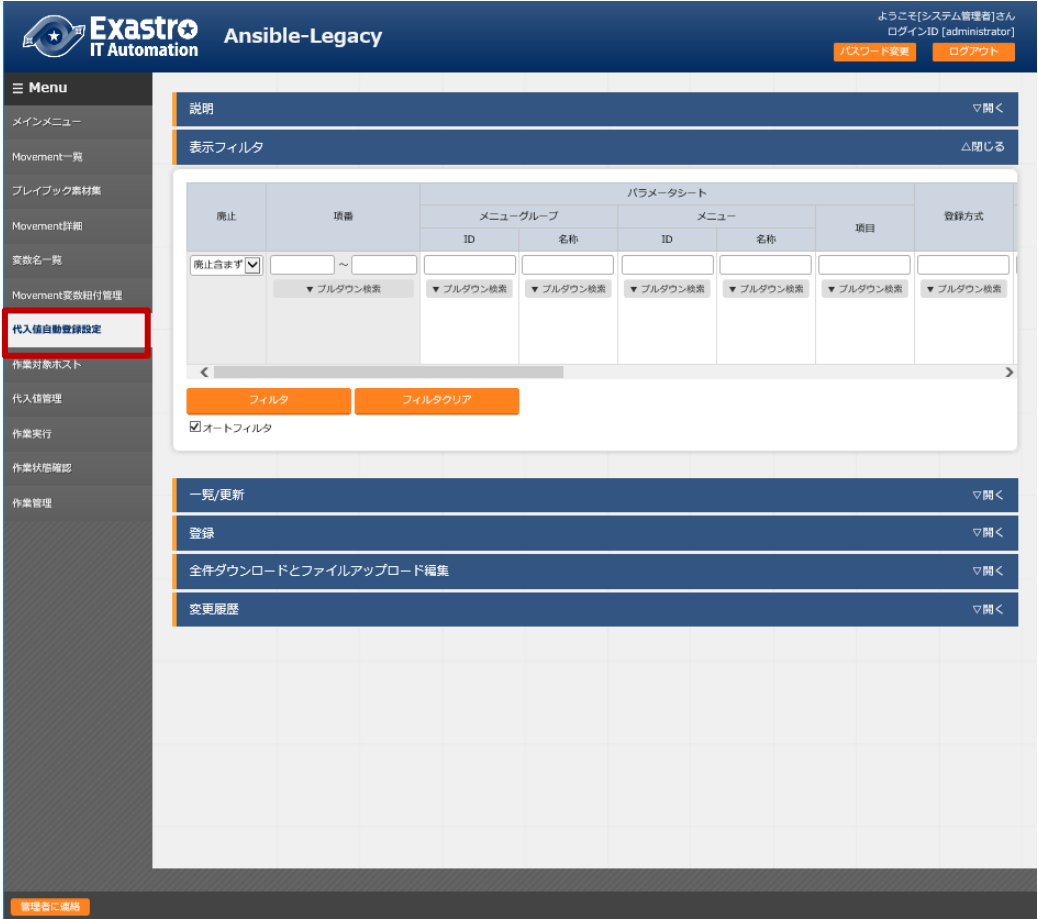 Exastro
IT Automation
Ansible-Legacy
ようこそ[システム管理者]さん
ログインID [administrator]
パスワード変更 ログアウト
☰ Menu
メインメニュー
Movement一覧
プレイブック素材集
Movement詳細
変数名一覧
Movement変数紐付管理
代入値自動登録設定
作業対象ホスト
代入値管理
作業実行
作業状態確認
作業管理
説明 ▽開く
表示フィルタ △閉じる
廃止 項番 パラメータシート 登録方式
メニューグループ メニュー 項目
ID 名称 ID 名称
廃止含まず ～
▼ プルダウン検索 ▼ プルダウン検索 ▼ プルダウン検索 ▼ プルダウン検索 ▼ プルダウン検索 ▼ プルダウン検索 ▼ プルダウン検索
フィルタ フィルタクリア
オートフィルタ
一覧/更新 ▽開く
登録 ▽開く
全件ダウンロードとファイルアップロード編集 ▽開く
変更履歴 ▽開く
管理者に連絡